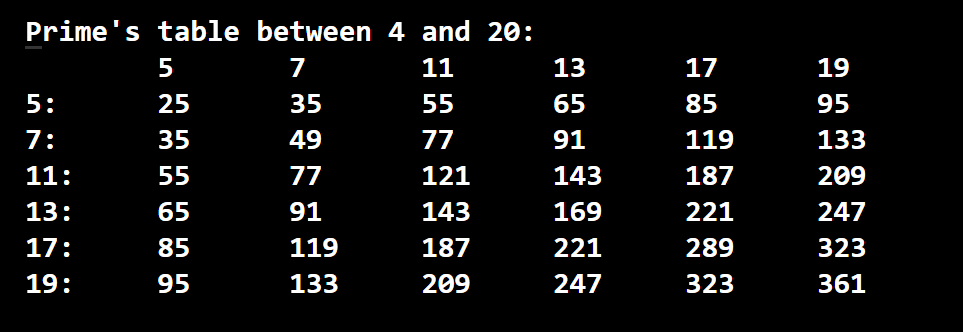 Prime's table between 4 and 20:
5 7 11 13 17 19
5: 25 35 55 65 85 95
7: 35 49 77 91 119 133
11: 55 77 121 143 187 209
13: 65 91 143 169 221 247
17: 85 119 187 221 289 323
19: 95 133 209 247 323 361